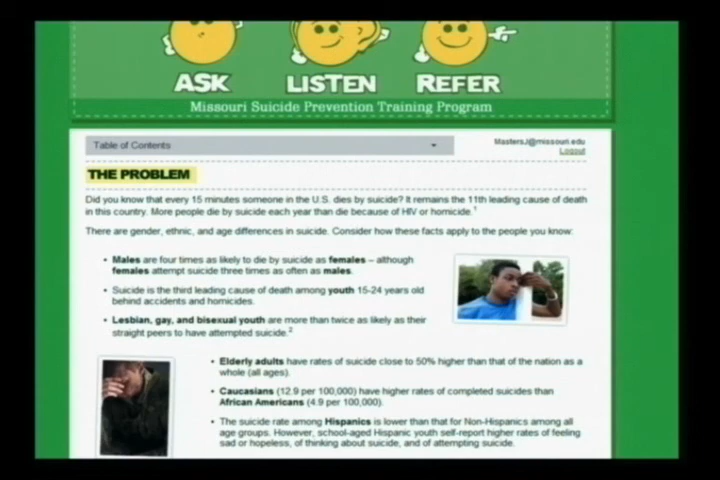 ASK LISTEN REFER
Missouri Suicide Prevention Training Program
Table of Contents
MastersJ@missouri.edu
Logout
THE PROBLEM
Did you know that every 15 minutes someone in the U.S. dies by suicide? It remains the 11th leading cause of death
in this country. More people die by suicide each year than die because of HIV or homicide.1
There are gender, ethnic, and age differences in suicide. Consider how these facts apply to the people you know:
• Males are four times as likely to die by suicide as females – although
females attempt suicide three times as often as males.
• Suicide is the third leading cause of death among youth 15-24 years old
behind accidents and homicides.
• Lesbian, gay, and bisexual youth are more than twice as likely as their
straight peers to have attempted suicide.2
• Elderly adults have rates of suicide close to 50% higher than that of the nation as a
whole (all ages).
• Caucasians (12.9 per 100,000) have higher rates of completed suicides than
African Americans (4.9 per 100,000).
• The suicide rate among Hispanics is lower than that for Non-Hispanics among all
age groups. However, school-aged Hispanic youth self-report higher rates of feeling
sad or hopeless, of thinking about suicide, and of attempting suicide.